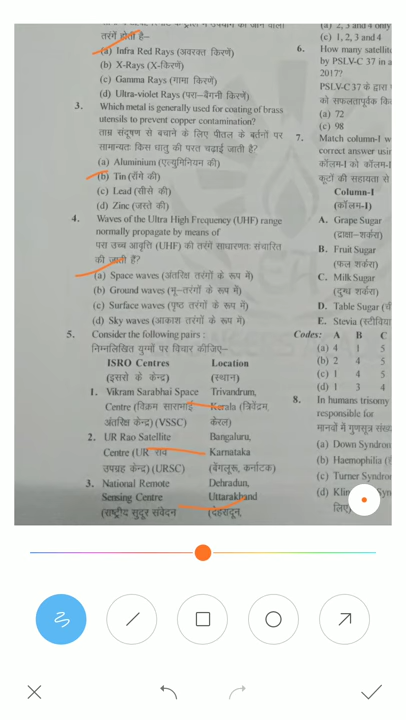 तरंगें होती है–
(a) Infra Red Rays (अवरक्त किरणें)
(b) X-Rays (X-किरणें)
(c) Gamma Rays (गामा किरणें)
(d) Ultra-violet Rays (परा-बैंगनी किरणें)
3. Which metal is generally used for coating of brass
utensils to prevent copper contamination?
ताम्र संदूषण से बचाने के लिए पीतल के बर्तनों पर
सामान्यतः किस धातु की परत चढ़ाई जाती है?
(a) Aluminium (एल्युमिनियम की)
(b) Tin (राँगे की)
(c) Lead (सीसे की)
(d) Zinc (जस्ते की)
4. Waves of the Ultra High Frequency (UHF) range
normally propagate by means of
परा उच्च आवृत्ति (UHF) की तरंगें साधारणतः संचारित
की जाती हैं?
(a) Space waves (अंतरिक्ष तरंगों के रूप में)
(b) Ground waves (भू-तरंगों के रूप में)
(c) Surface waves (पृष्ठ तरंगों के रूप में)
(d) Sky waves (आकाश तरंगों के रूप में)
5. Consider the following pairs :
निम्नलिखित युग्मों पर विचार कीजिए–
ISRO Centres Location
(इसरो के केन्द्र) (स्थान)
1. Vikram Sarabhai Space Trivandrum,
Centre (विक्रम साराभाई Kerala (त्रिवेंद्रम,
अंतरिक्ष केन्द्र) (VSSC) केरल)
2. UR Rao Satellite Bangaluru,
Centre (UR राव Karnataka
उपग्रह केन्द्र) (URSC) (बेंगलूरू, कर्नाटक)
3. National Remote Dehradun,
Sensing Centre Uttarakhand
(राष्ट्रीय सुदूर संवेदन (देहरादून,
(a) 2, 3 and 4 only
(c) 1, 2, 3 and 4
6. How many satellit
by PSLV-C 37 in a
2017?
PSLV-C 37 के द्वारा
को सफलतापूर्वक कि
(a) 72
(c) 98
7. Match column-I w
correct answer usin
कॉलम-I को कॉलम-I
कूटों की सहायता से
Column-I
(कॉलम-I)
A. Grape Sugar
(द्राक्षा-शर्करा)
B. Fruit Sugar
(फल शर्करा)
C. Milk Sugar
(दुग्ध शर्करा)
D. Table Sugar
E. Stevia (स्टीविया
Codes: A B C
(a) 4 1 5
(b) 2 4 5
(c) 1 4 5
(d) 1 3 4
8. In humans trisomy
responsible for
मानवों में गुणसूत्र
(a) Down Syndron
(b) Haemophilia
(c) Turner Syndro
(d)
लिए)